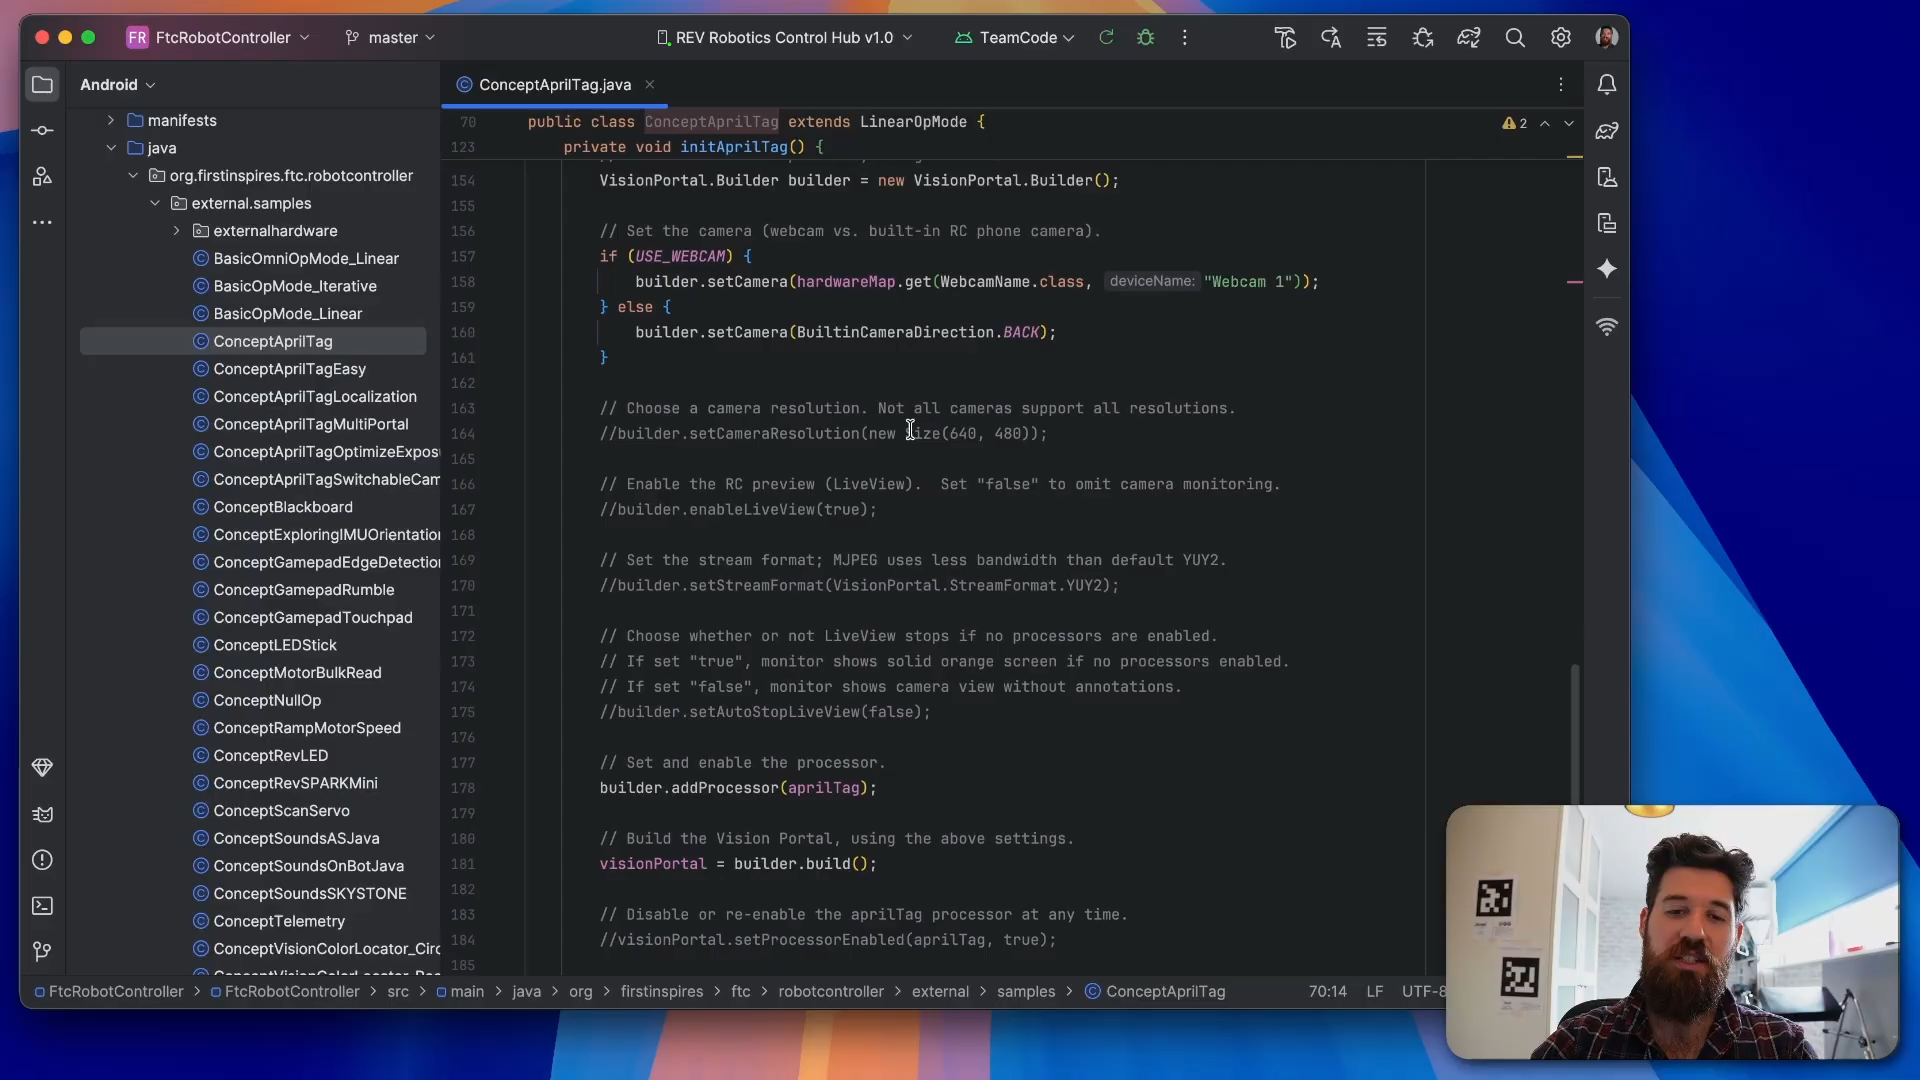 FR FtcRobotController master REV Robotics Control Hub v1.0 TeamCode
Android
manifests
java
org.firstinspires.ftc.robotcontroller
external.samples
externalhardware
BasicOmniOpMode_Linear
BasicOpMode_Iterative
BasicOpMode_Linear
ConceptAprilTag
ConceptAprilTagEasy
ConceptAprilTagLocalization
ConceptAprilTagMultiPortal
ConceptAprilTagOptimizeExpos
ConceptAprilTagSwitchableCam
ConceptBlackboard
ConceptExploringIMUOrientation
ConceptGamepadEdgeDetection
ConceptGamepadRumble
ConceptGamepadTouchpad
ConceptLEDStick
ConceptMotorBulkRead
ConceptNullOp
ConceptRampMotorSpeed
ConceptRevLED
ConceptRevSPARKMini
ConceptScanServo
ConceptSoundsASJava
ConceptSoundsOnBotJava
ConceptSoundsSKYSTONE
ConceptTelemetry
ConceptVisionColorLocator_Circ
ConceptAprilTag.java
2
70 public class ConceptAprilTag extends LinearOpMode {
123 private void initAprilTag() {
154 VisionPortal.Builder builder = new VisionPortal.Builder();
155
156 // Set the camera (webcam vs. built-in RC phone camera).
157 if (USE_WEBCAM) {
158 builder.setCamera(hardwareMap.get(WebcamName.class, deviceName: "Webcam 1"));
159 } else {
160 builder.setCamera(BuiltinCameraDirection.BACK);
161 }
162
163 // Choose a camera resolution. Not all cameras support all resolutions.
164 //builder.setCameraResolution(new Size(640, 480));
165
166 // Enable the RC preview (LiveView).  Set "false" to omit camera monitoring.
167 //builder.enableLiveView(true);
168
169 // Set the stream format; MJPEG uses less bandwidth than default YUY2.
170 //builder.setStreamFormat(VisionPortal.StreamFormat.YUY2);
171
172 // Choose whether or not LiveView stops if no processors are enabled.
173 // If set "true", monitor shows solid orange screen if no processors enabled.
174 // If set "false", monitor shows camera view without annotations.
175 //builder.setAutoStopLiveView(false);
176
177 // Set and enable the processor.
178 builder.addProcessor(aprilTag);
179
180 // Build the Vision Portal, using the above settings.
181 visionPortal = builder.build();
182
183 // Disable or re-enable the aprilTag processor at any time.
184 //visionPortal.setProcessorEnabled(aprilTag, true);
185
FtcRobotController > FtcRobotController > src > main > java > org > firstinspires > ftc > robotcontroller > external > samples > ConceptAprilTag 70:14 LF UTF-8